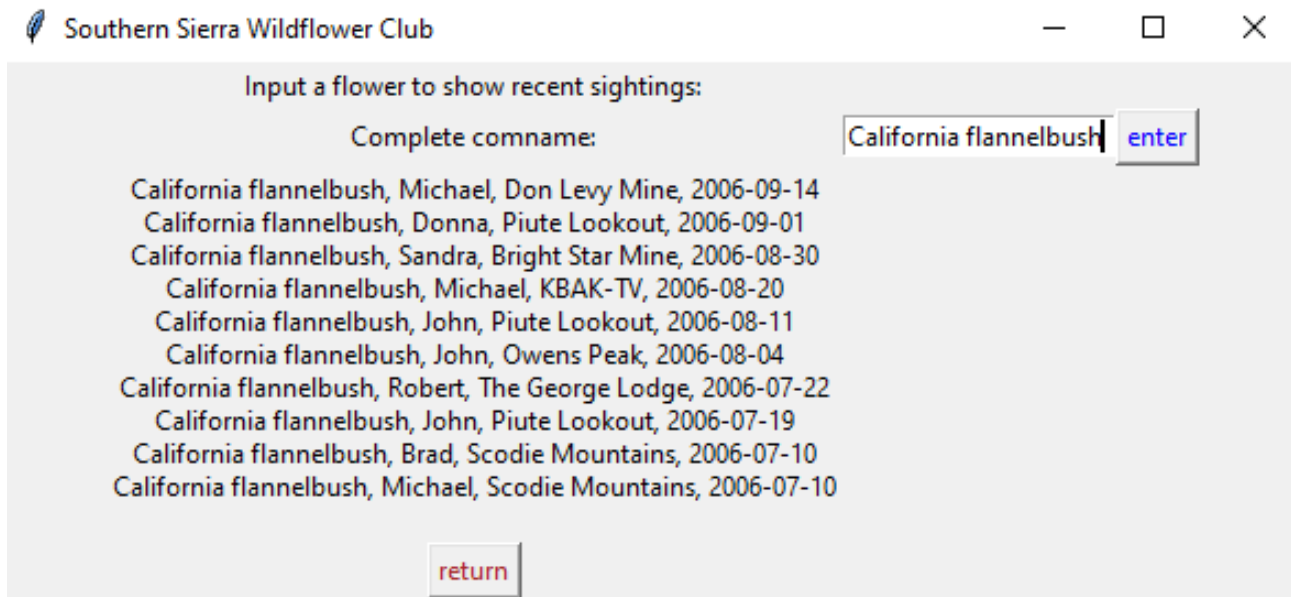 Southern Sierra Wildflower Club
Input a flower to show recent sightings:
Complete comname: California flannelbush enter
California flannelbush, Michael, Don Levy Mine, 2006-09-14
California flannelbush, Donna, Piute Lookout, 2006-09-01
California flannelbush, Sandra, Bright Star Mine, 2006-08-30
California flannelbush, Michael, KBAK-TV, 2006-08-20
California flannelbush, John, Piute Lookout, 2006-08-11
California flannelbush, John, Owens Peak, 2006-08-04
California flannelbush, Robert, The George Lodge, 2006-07-22
California flannelbush, John, Piute Lookout, 2006-07-19
California flannelbush, Brad, Scodie Mountains, 2006-07-10
California flannelbush, Michael, Scodie Mountains, 2006-07-10
return